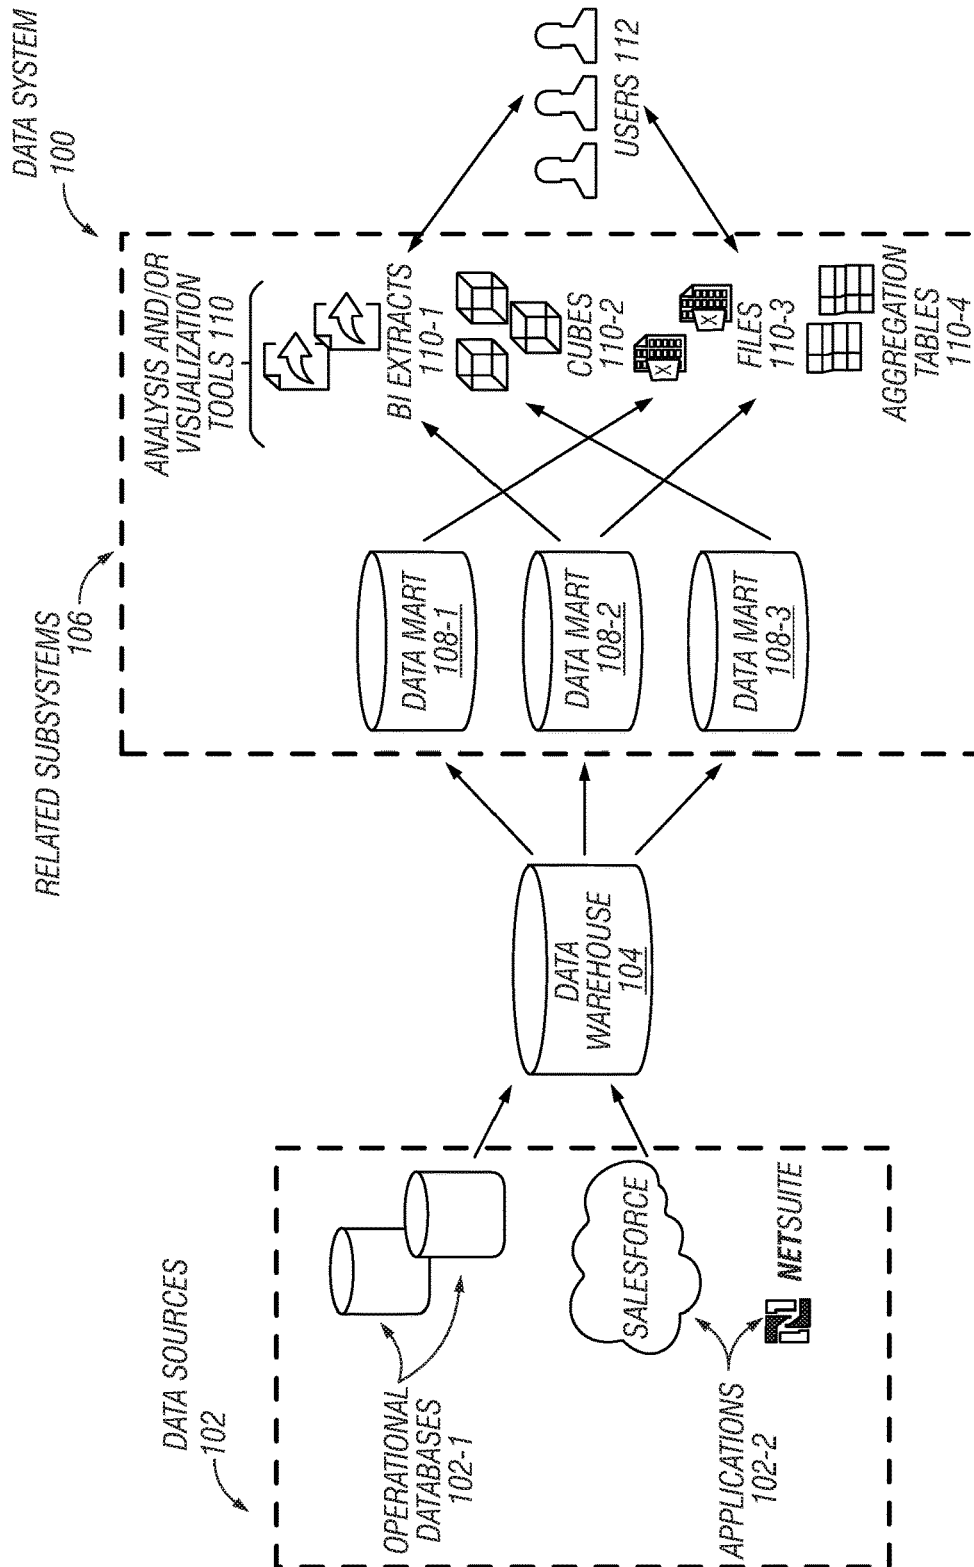 DATA SYSTEM
100
RELATED SUBSYSTEMS
106
DATA SOURCES
102
OPERATIONAL
DATABASES
102-1
SALESFORCE
APPLICATIONS
102-2
NETSUITE
DATA
WAREHOUSE
104
DATA MART
108-1
DATA MART
108-2
DATA MART
108-3
ANALYSIS AND/OR
VISUALIZATION
TOOLS 110
BI EXTRACTS
110-1
CUBES
110-2
X
X
FILES
110-3
AGGREGATION
TABLES
110-4
USERS 112